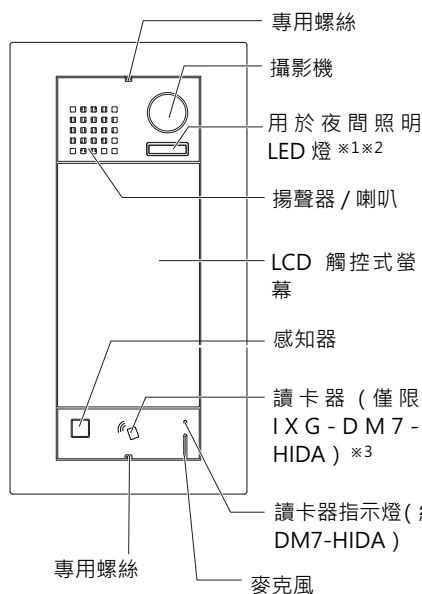 專用螺絲
攝影機
用於夜間照明
LED 燈 ※1※2
揚聲器 / 喇叭
LCD 觸控式螢
幕
感知器
讀卡器 (僅限
IXG-DM7-
HIDA) ※3
讀卡器指示燈(
DM7-HIDA)
專用螺絲
麥克風